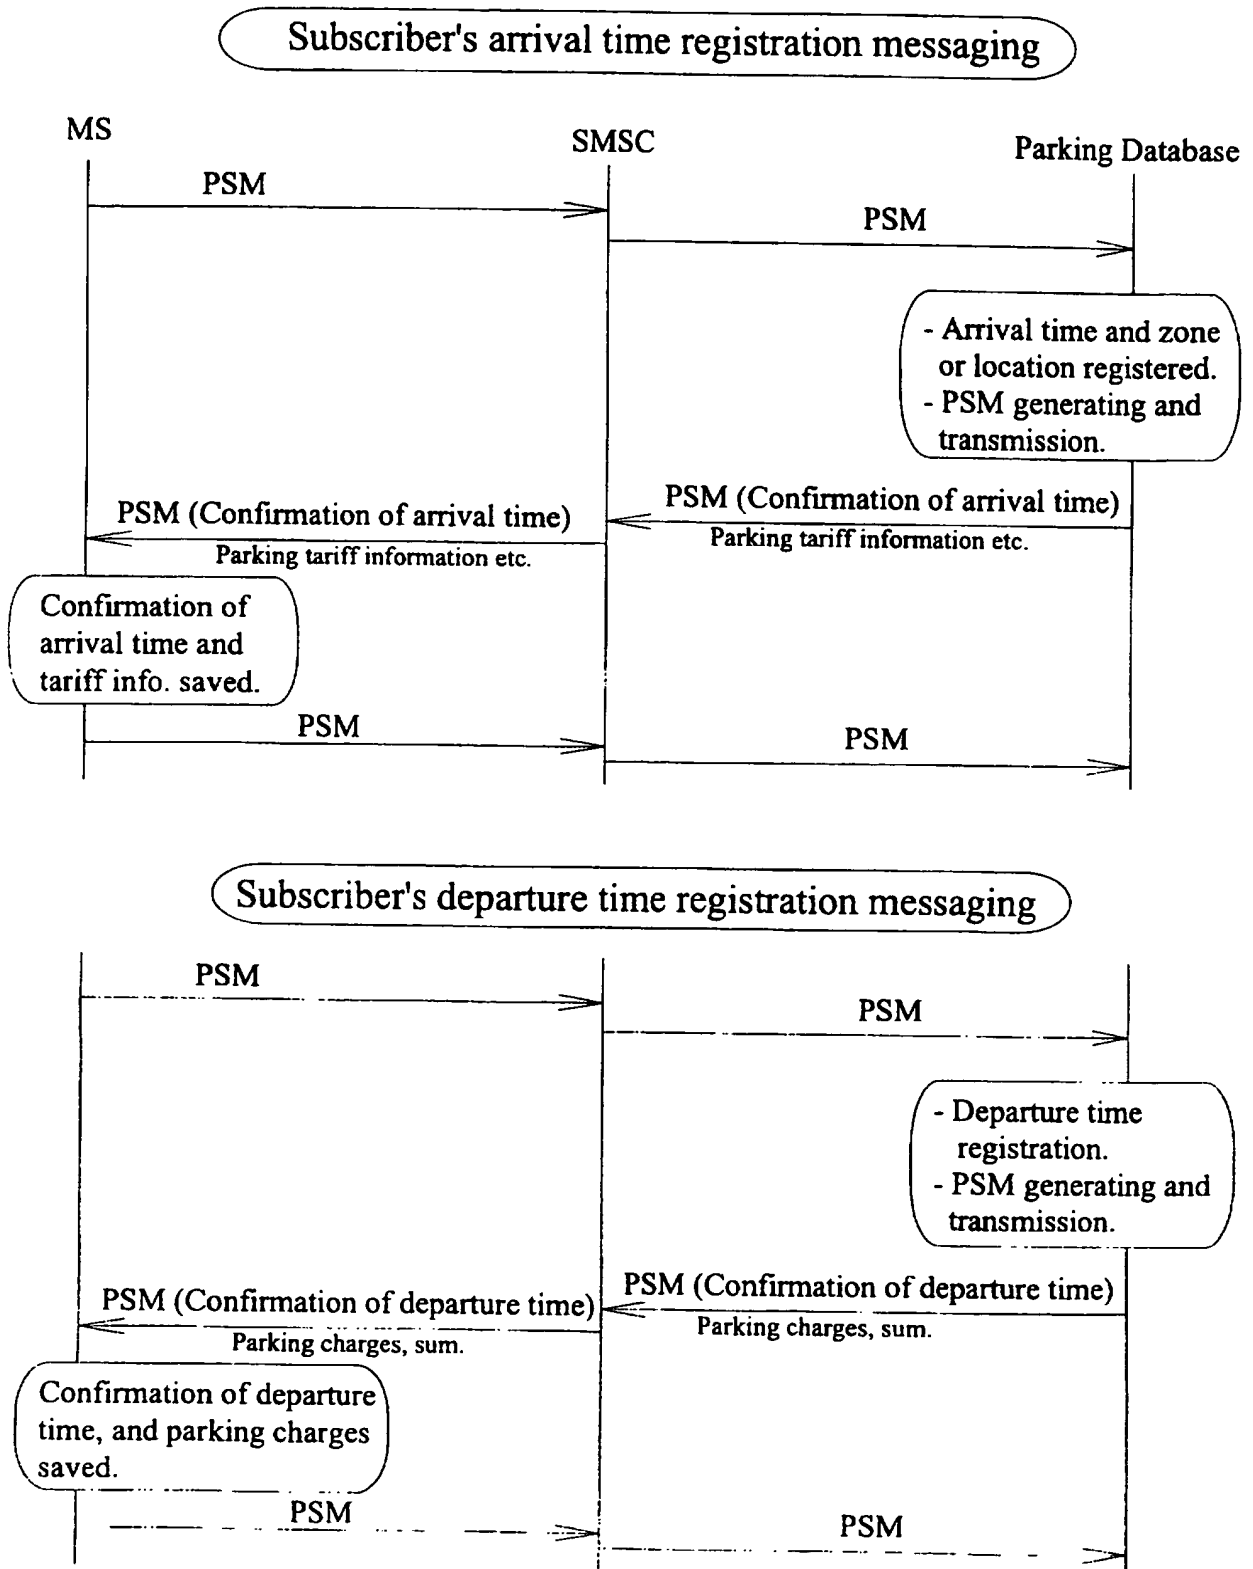 Subscriber's arrival time registration messaging
MS
SMSC
Parking Database
PSM
PSM
- Arrival time and zone
or location registered.
- PSM generating and
transmission.
PSM (Confirmation of arrival time)
Parking tariff information etc.
PSM (Confirmation of arrival time)
Parking tariff information etc.
Confirmation of
arrival time and
tariff info. saved.
PSM
PSM
Subscriber's departure time registration messaging
PSM
PSM
- Departure time
registration.
- PSM generating and
transmission.
PSM (Confirmation of departure time)
Parking charges, sum.
PSM (Confirmation of departure time)
Parking charges, sum.
Confirmation of departure
time, and parking charges
saved.
PSM
PSM